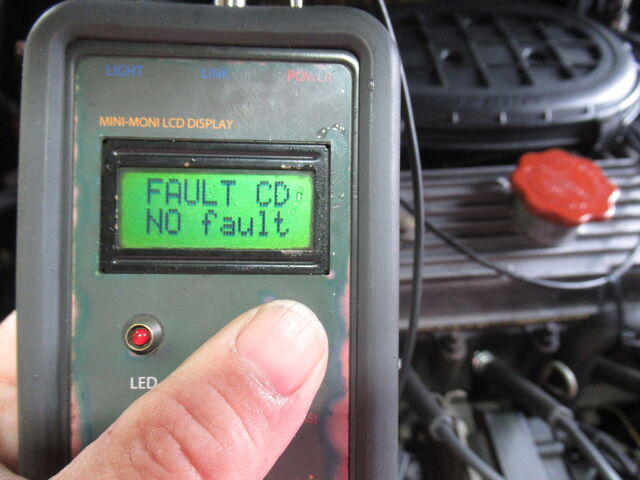 LIGHT LINK POWER
MINI-MONI LCD DISPLAY
FAULT CD
NO fault
LED